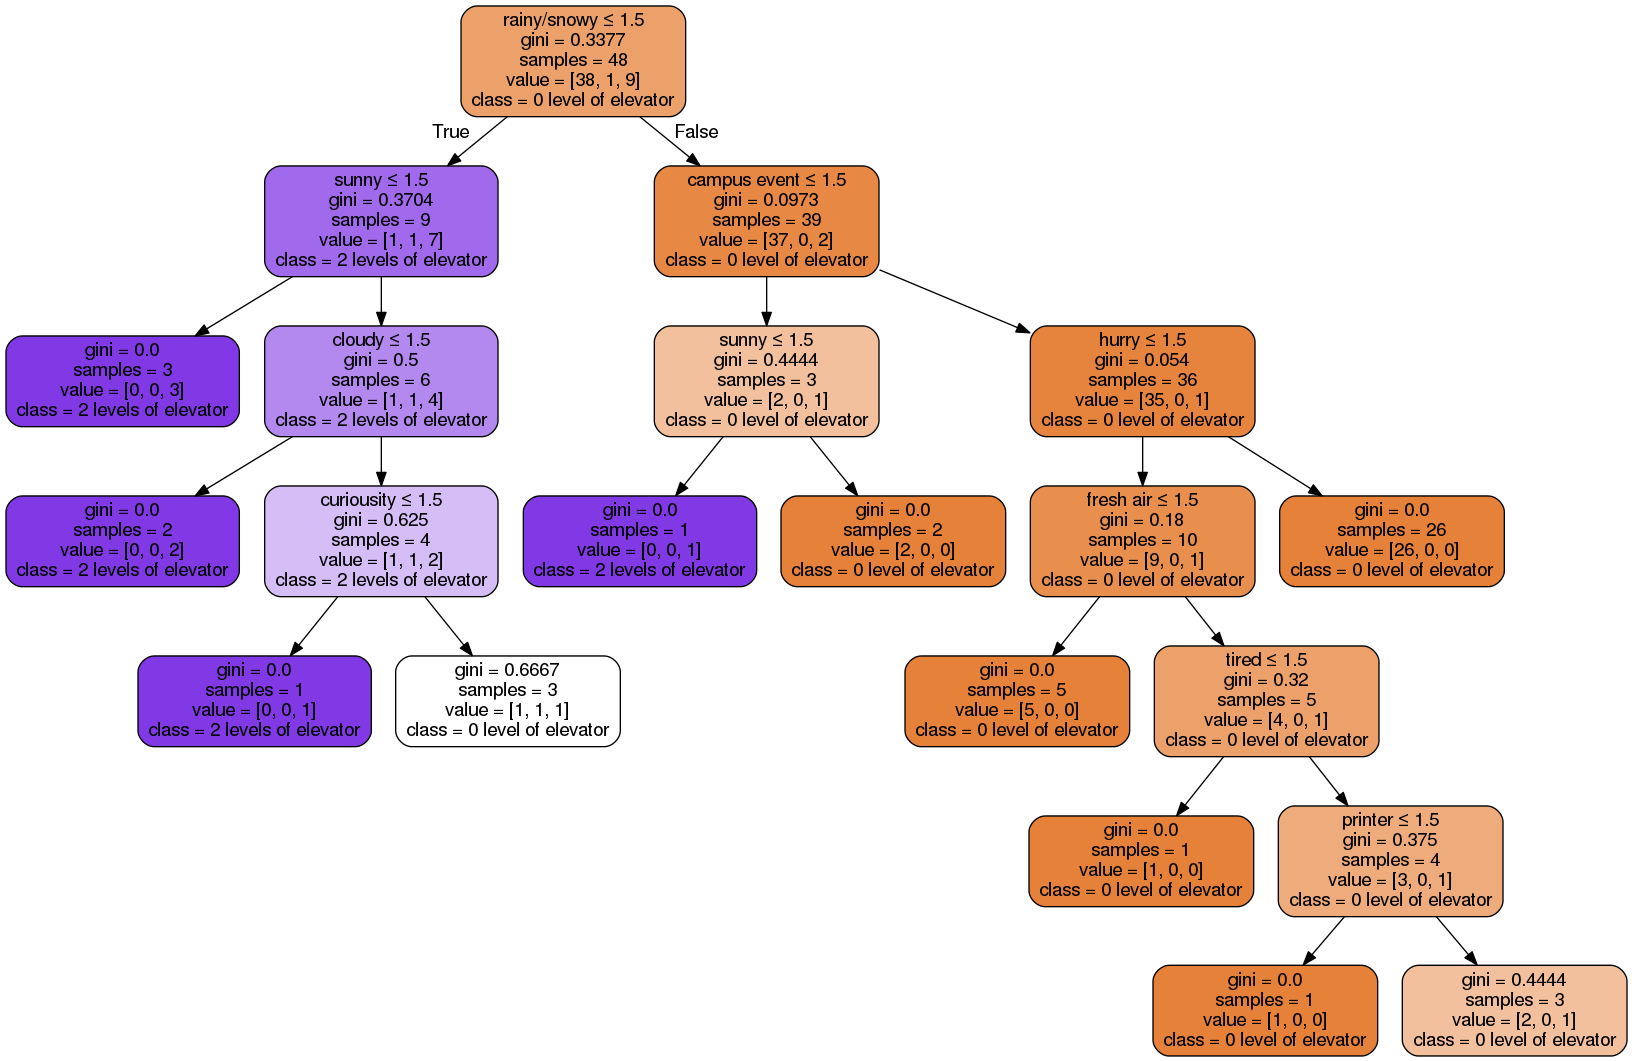 rainy/snowy ≤ 1.5
gini = 0.3377
samples = 48
value = [38, 1, 9]
class = 0 level of elevator
True
False
sunny ≤ 1.5
gini = 0.3704
samples = 9
value = [1, 1, 7]
class = 2 levels of elevator
campus event ≤ 1.5
gini = 0.0973
samples = 39
value = [37, 0, 2]
class = 0 level of elevator
gini = 0.0
samples = 3
value = [0, 0, 3]
class = 2 levels of elevator
cloudy ≤ 1.5
gini = 0.5
samples = 6
value = [1, 1, 4]
class = 2 levels of elevator
sunny ≤ 1.5
gini = 0.4444
samples = 3
value = [2, 0, 1]
class = 0 level of elevator
hurry ≤ 1.5
gini = 0.054
samples = 36
value = [35, 0, 1]
class = 0 level of elevator
gini = 0.0
samples = 2
value = [0, 0, 2]
class = 2 levels of elevator
curiousity ≤ 1.5
gini = 0.625
samples = 4
value = [1, 1, 2]
class = 2 levels of elevator
gini = 0.0
samples = 1
value = [0, 0, 1]
class = 2 levels of elevator
gini = 0.0
samples = 2
value = [2, 0, 0]
class = 0 level of elevator
fresh air ≤ 1.5
gini = 0.18
samples = 10
value = [9, 0, 1]
class = 0 level of elevator
gini = 0.0
samples = 26
value = [26, 0, 0]
class = 0 level of elevator
gini = 0.0
samples = 1
value = [0, 0, 1]
class = 2 levels of elevator
gini = 0.6667
samples = 3
value = [1, 1, 1]
class = 0 level of elevator
gini = 0.0
samples = 5
value = [5, 0, 0]
class = 0 level of elevator
tired ≤ 1.5
gini = 0.32
samples = 5
value = [4, 0, 1]
class = 0 level of elevator
gini = 0.0
samples = 1
value = [1, 0, 0]
class = 0 level of elevator
printer ≤ 1.5
gini = 0.375
samples = 4
value = [3, 0, 1]
class = 0 level of elevator
gini = 0.0
samples = 1
value = [1, 0, 0]
class = 0 level of elevator
gini = 0.4444
samples = 3
value = [2, 0, 1]
class = 0 level of elevator